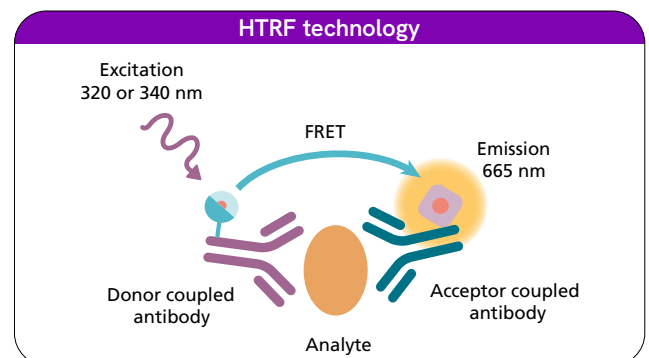 HTRF technology
Excitation
320 or 340 nm
FRET
Emission
665 nm
Donor coupled
antibody
Acceptor coupled
antibody
Analyte